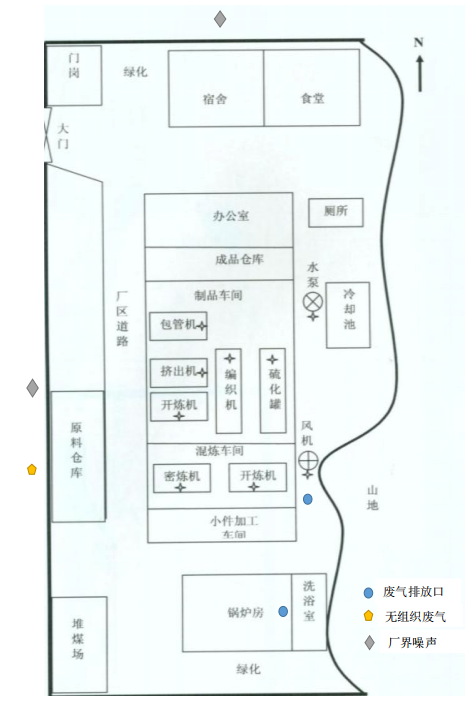 N
门岗
绿化
宿舍
食堂
大门
办公室
厕所
成品仓库
水泵
冷却池
制品车间
厂区道路
包管机
挤出机
编织机
硫化罐
开炼机
原料仓库
混炼车间
风机
密炼机
开炼机
山地
小件加工
车间
洗浴室
锅炉房
堆煤场
绿化
废气排放口
无组织废气
厂界噪声